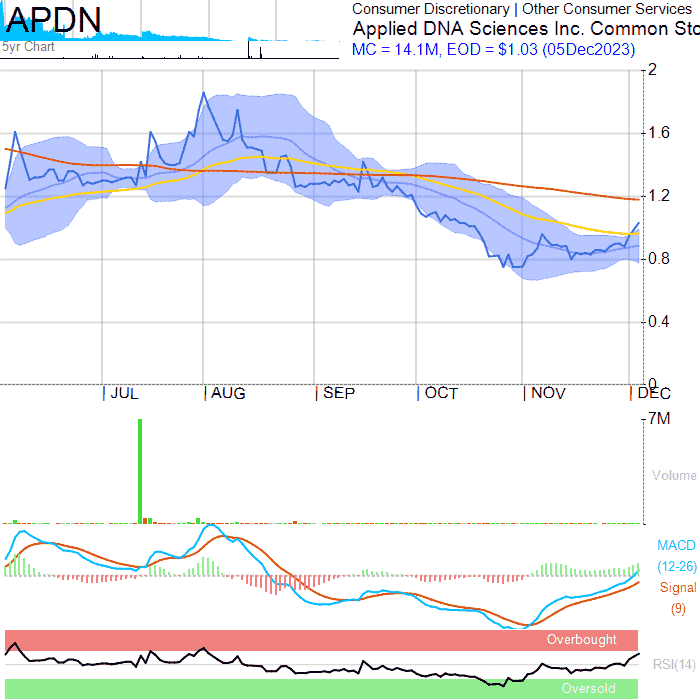 APDN
5yr Chart
Consumer Discretionary | Other Consumer Services
Applied DNA Sciences Inc. Common Sto
MC = 14.1M, EOD = $1.03 (05Dec2023)
2
1.6
1.2
0.8
0.4
0
JUL AUG SEP OCT NOV DEC
7M
Volume
MACD
(12-26)
Signal
(9)
Overbought
RSI(14)
Oversold